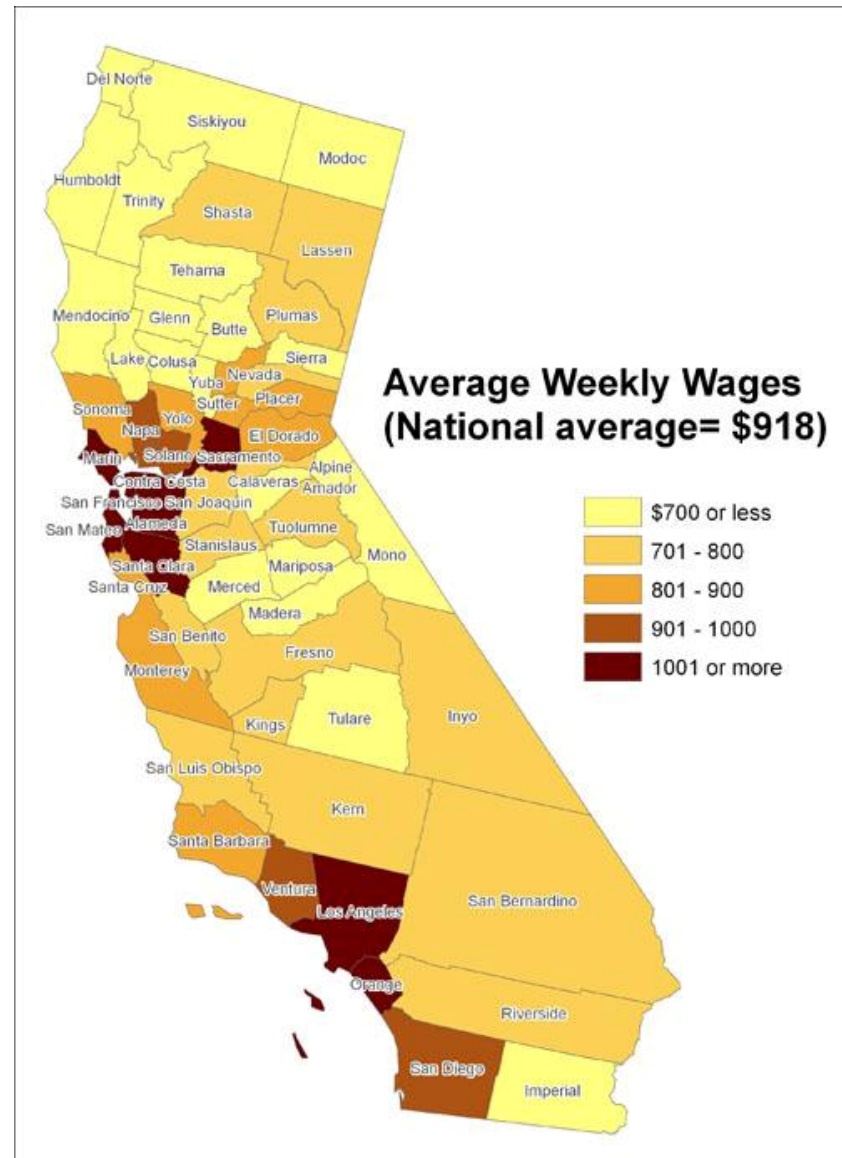 Del Norte
Siskiyou
Modoc
Humboldt
Trinity
Shasta
Lassen
Tehama
Plumas
Mendocino
Glenn
Butte
Lake
Colusa
Sierra
Yuba
Nevada
Sutter
Placer
Sonoma
Napa
Yolo
El Dorado
Marin
Solano
Sacramento
Alpine
Amador
Contra Costa
Calaveras
San Francisco
San Joaquin
Alameda
San Mateo
Stanislaus
Tuolumne
Mono
Santa Clara
Santa Cruz
Merced
Mariposa
Madera
San Benito
Fresno
Monterey
Kings
Tulare
Inyo
San Luis Obispo
Kern
Santa Barbara
Ventura
Los Angeles
San Bernardino
Orange
Riverside
San Diego
Imperial
Average Weekly Wages
(National average= $918)
$700 or less
701 - 800
801 - 900
901 - 1000
1001 or more